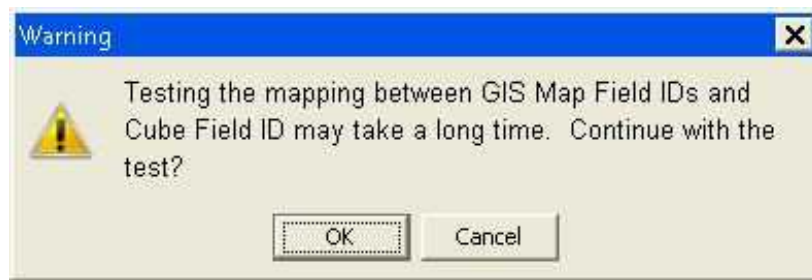 Warning
Testing the mapping between GIS Map Field IDs and
Cube Field ID may take a long time. Continue with the
test?
OK
Cancel